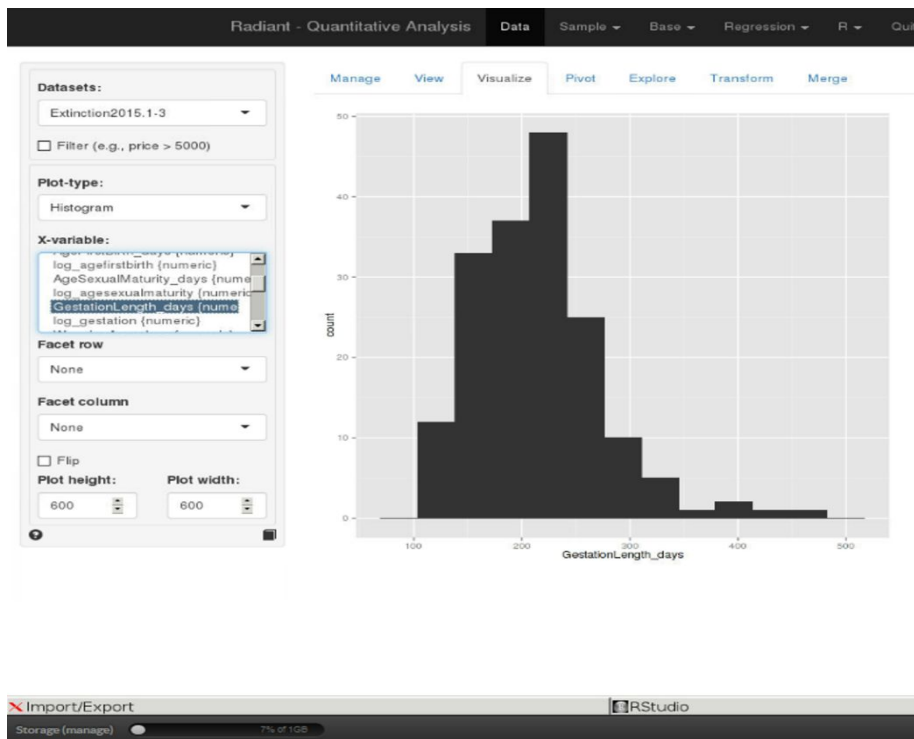 Radiant - Quantitative Analysis Data Sample Base Regression R Qui
Datasets:
Extinction2015.1-3
Filter (e.g., price > 5000)
Plot-type:
Histogram
X-variable:
log_agefirstbirth {numeric}
AgeSexualMaturity_days {nume
log_agesexualmaturity {numeric
GestationLength_days {nume
log_gestation {numeric}
Facet row
None
Facet column
None
Flip
Plot height: Plot width:
600 600
Manage View Visualize Pivot Explore Transform Merge
50
40
30
20
10
0
count
100 200 300 400 500
GestationLength_days
Import/Export RStudio
Storage (manage) 7% of 1GB